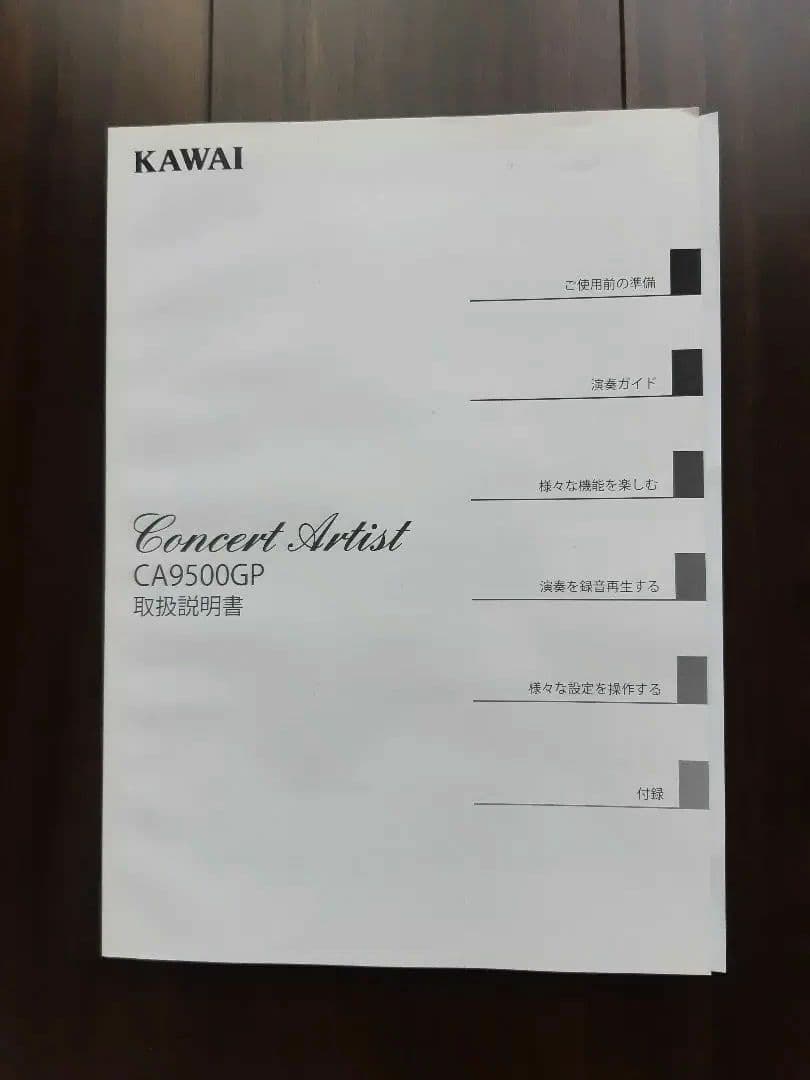 KAWAI
ご使用前の準備
演奏ガイド
様々な機能を楽しむ
Concert Artist
CA9500GP
取扱説明書
演奏を録音再生する
様々な設定を操作する
付録